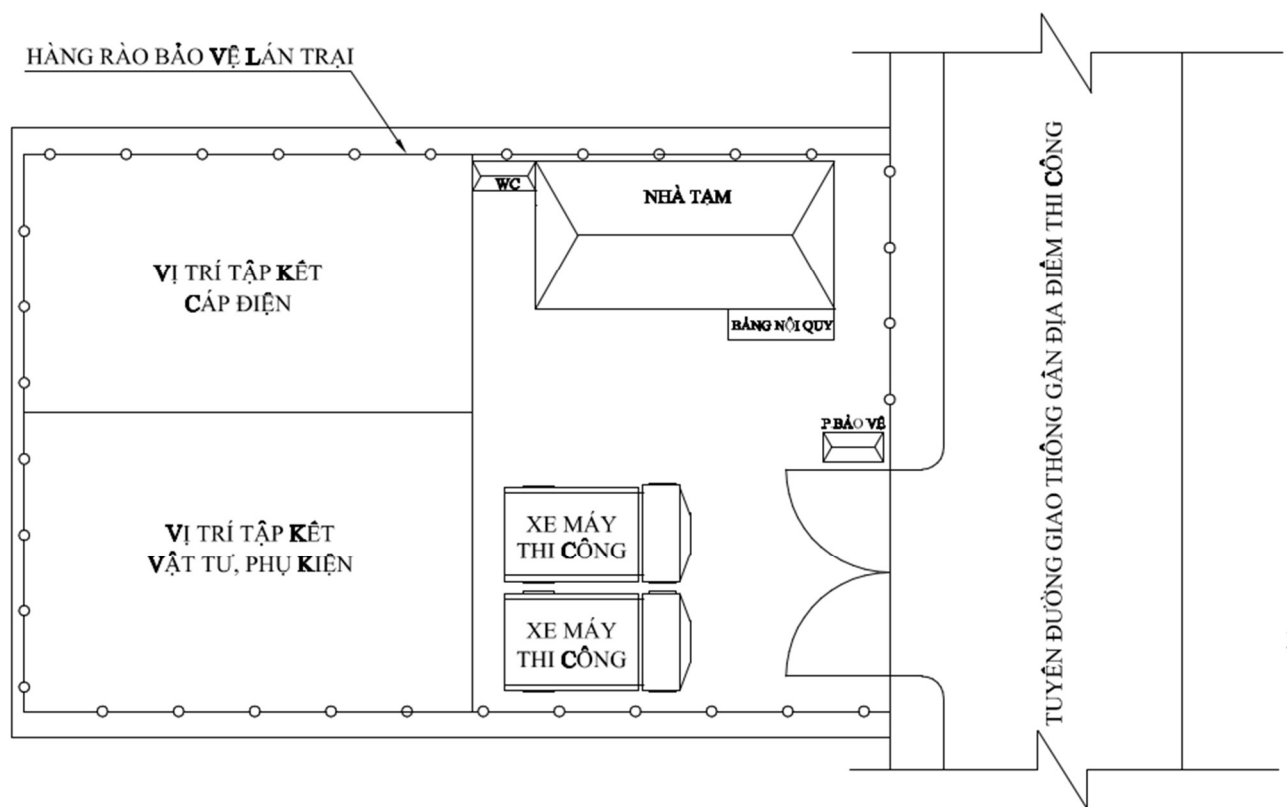 HÀNG RÀO BẢO VỆ LÁN TRẠI
WC
NHÀ TẠM
VỊ TRÍ TẬP KẾT
CÁP ĐIỆN
BẢNG NỘI QUY
P.BẢO VỆ
VỊ TRÍ TẬP KẾT
VẬT TƯ, PHỤ KIỆN
XE MÁY
THI CÔNG
XE MÁY
THI CÔNG
TUYẾN ĐƯỜNG GIAO THÔNG GẦN ĐỊA ĐIỂM THI CÔNG